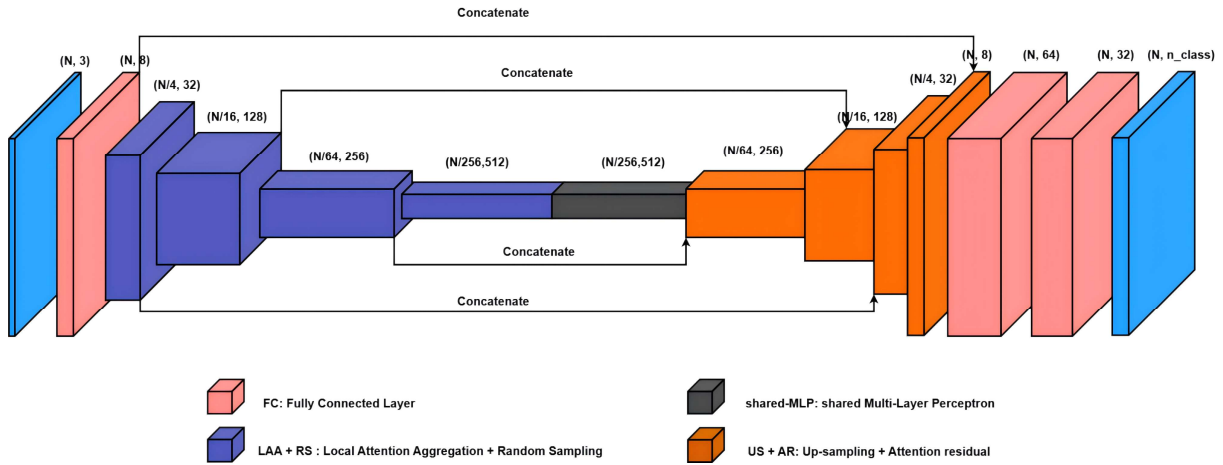 Concatenate
(N, 3)
(N, 8)
(N/4, 32)
(N/16, 128)
(N/64, 256)
(N/256,512)
(N/256,512)
(N/64, 256)
(N/16, 128)
(N/4, 32)
(N, 8)
(N, 64)
(N, 32)
(N, n_class)
Concatenate
Concatenate
Concatenate
FC: Fully Connected Layer
shared-MLP: shared Multi-Layer Perceptron
LAA + RS : Local Attention Aggregation + Random Sampling
US + AR: Up-sampling + Attention residual